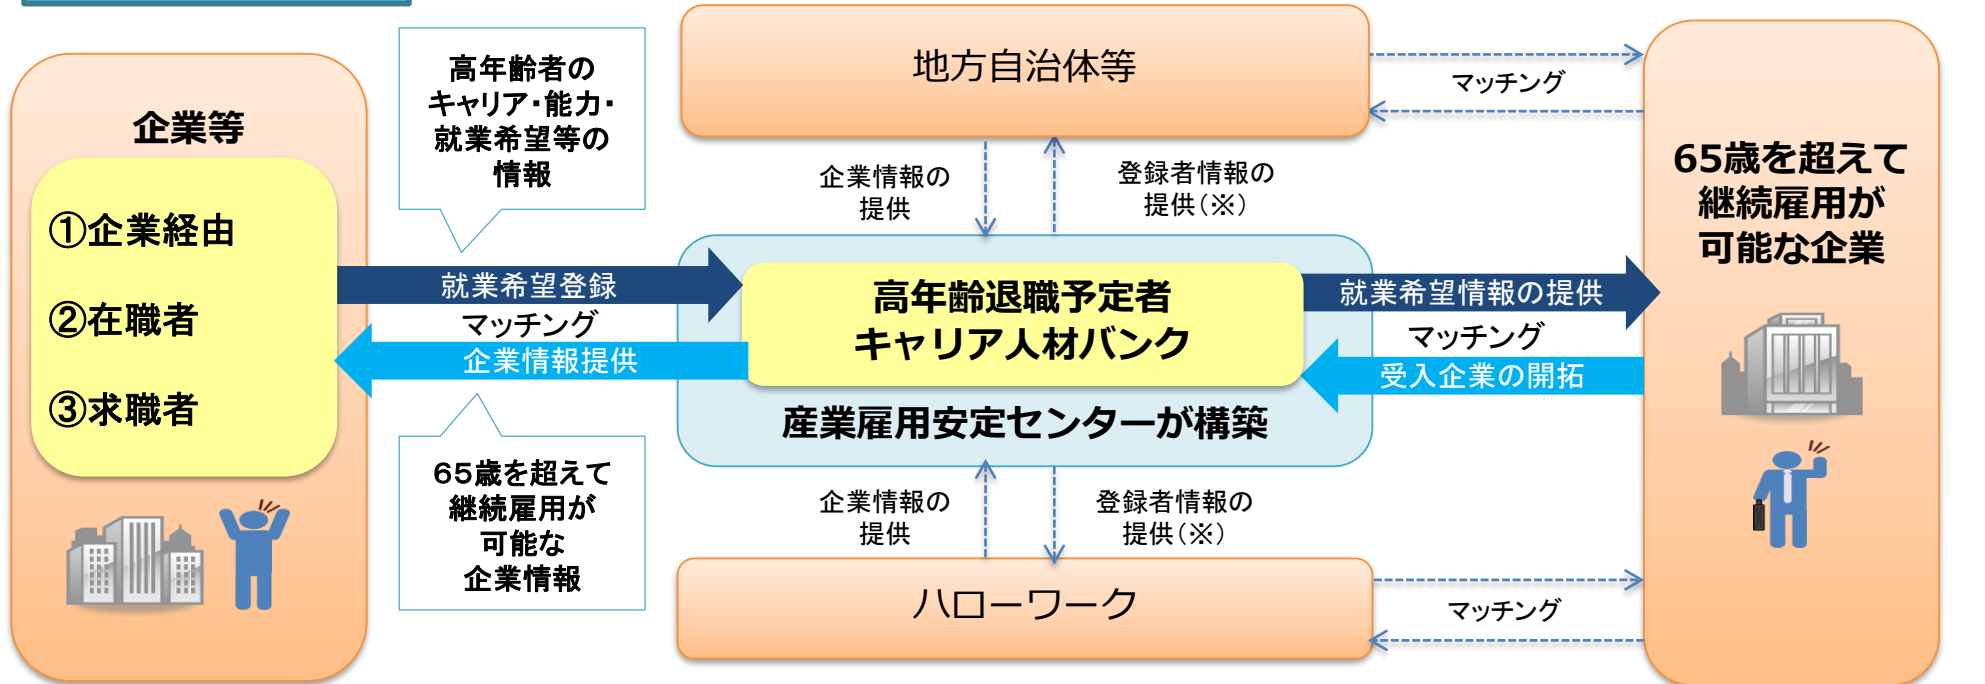 企業等
①企業経由
②在職者
③求職者
高年齢者の
キャリア・能力・
就業希望等の
情報
就業希望登録
マッチング
企業情報提供
65歳を超えて
継続雇用が
可能な
企業情報
地方自治体等
企業情報の
提供
登録者情報の
提供(※)
高年齢退職予定者
キャリア人材バンク
産業雇用安定センターが構築
企業情報の
提供
登録者情報の
提供(※)
ハローワーク
マッチング
就業希望情報の提供
マッチング
受入企業の開拓
マッチング
65歳を超えて
継続雇用が
可能な企業